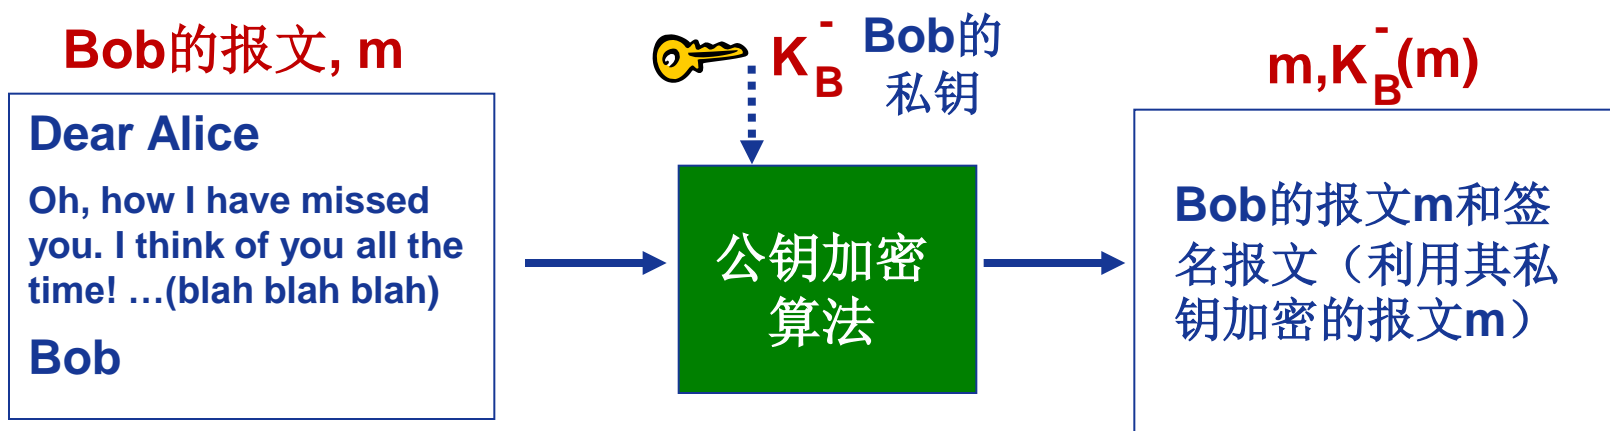 Bob的报文, m
Dear Alice
Oh, how I have missed
you. I think of you all the
time! …(blah blah blah)
Bob
K
-
B
Bob的
私钥
公钥加密
算法
m,K
-
B
(m)
Bob的报文m和签
名报文（利用其私
钥加密的报文m）